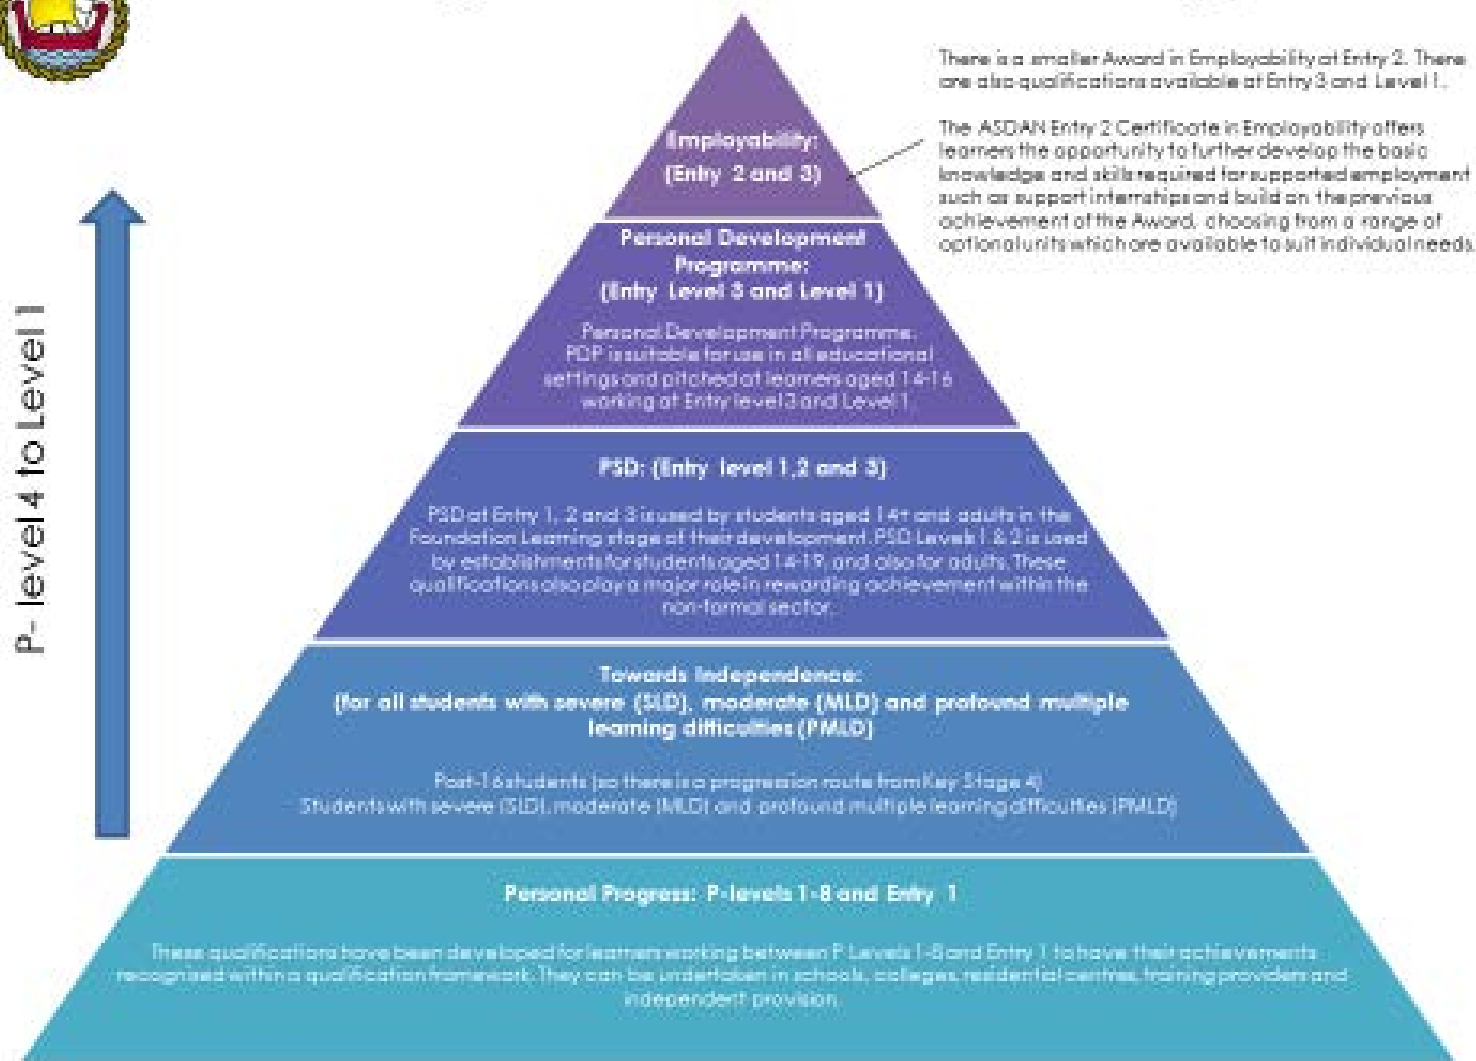 There is a smaller Award in Employability at Entry 2. There
are also qualifications available at Entry 3 and Level 1.
The ASDAN Entry 2 Certificate in Employability offers
learners the opportunity to further develop the basic
knowledge and skills required for supported employment
such as support internships and build on the previous
achievement of the Award, choosing from a range of
optional units which are available to suit individual needs.
Employability:
(Entry 2 and 3)
Personal Development
Programme:
(Entry Level 3 and Level 1)
Personal Development Programme.
PDP is suitable for use in all educational
settings and pitched at learners aged 14-16
working at Entry level 3 and Level 1.
P- level 4 to Level 1
PSD: (Entry level 1,2 and 3)
PSD at Entry 1, 2 and 3 is used by students aged 14+ and adults in the
Foundation Learning stage of their development. PSD Levels 1 & 2 is used
by establishments for students aged 14-19, and also for adults. These
qualifications also play a major role in rewarding achievement within the
non-formal sector.
Towards Independence:
(for all students with severe (SLD), moderate (MLD) and profound multiple
learning difficulties (PMLD)
Post-16 students (so there is a progression route from Key Stage 4)
Students with severe (SLD), moderate (MLD) and profound multiple learning difficulties (PMLD)
Personal Progress: P-levels 1-8 and Entry 1
These qualifications have been developed for learners working between P Levels 1-8 and Entry 1 to have their achievements
recognised within a qualification framework. They can be undertaken in schools, colleges, residential centres, training providers and
independent provision.